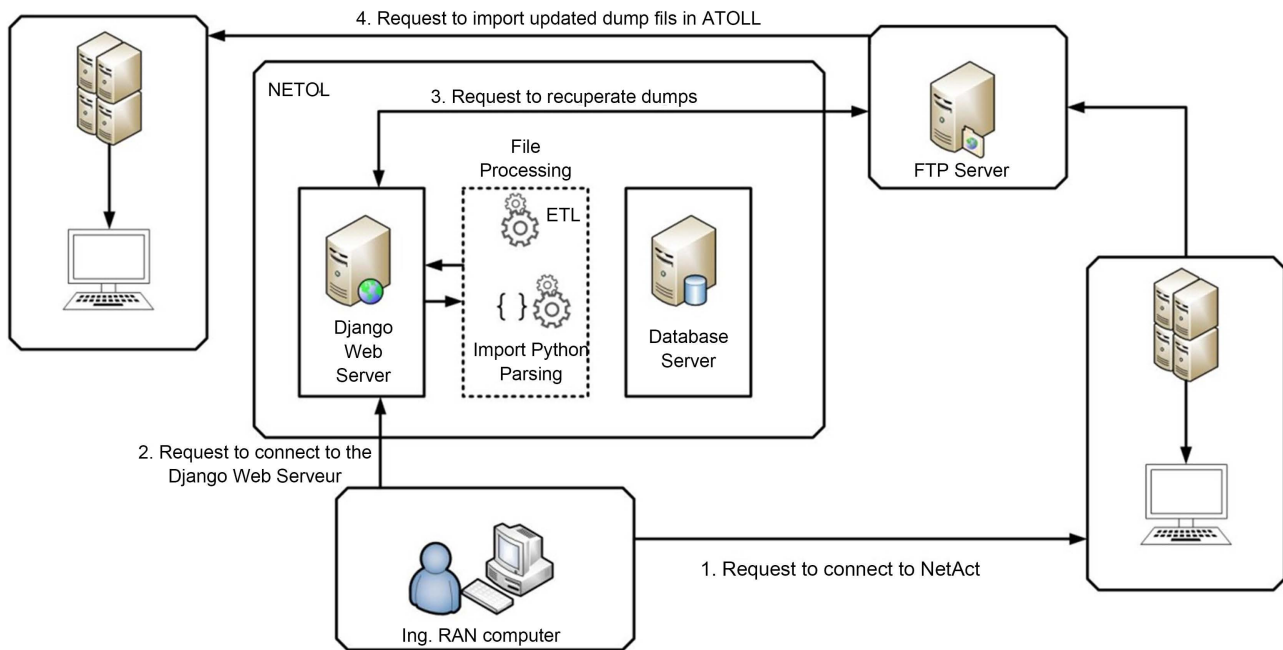 4. Request to import updated dump fils in ATOLL
NETOL
3. Request to recuperate dumps
FTP Server
File
Processing
ETL
Django
Web
Server
Import Python
Parsing
Database
Server
2. Request to connect to the
Django Web Serveur
1. Request to connect to NetAct
Ing. RAN computer
{ }